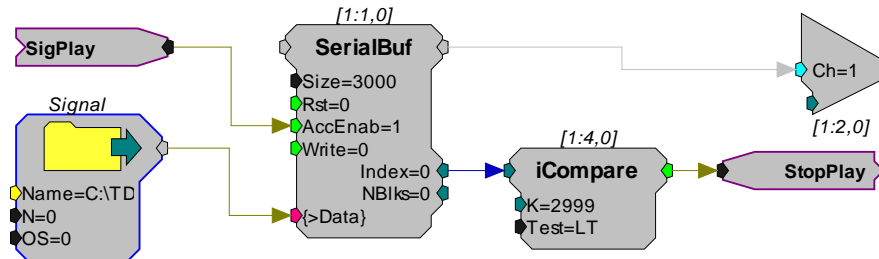 [1:1,0]
SigPlay
SerialBuf
Size=3000
Rst=0
AccEnab=1
Write=0
Index=0
NBlks=0
{>Data}
Signal
Name=C:\TD
N=0
OS=0
[1:4,0]
iCompare
K=2999
Test=LT
Ch=1
[1:2,0]
StopPlay